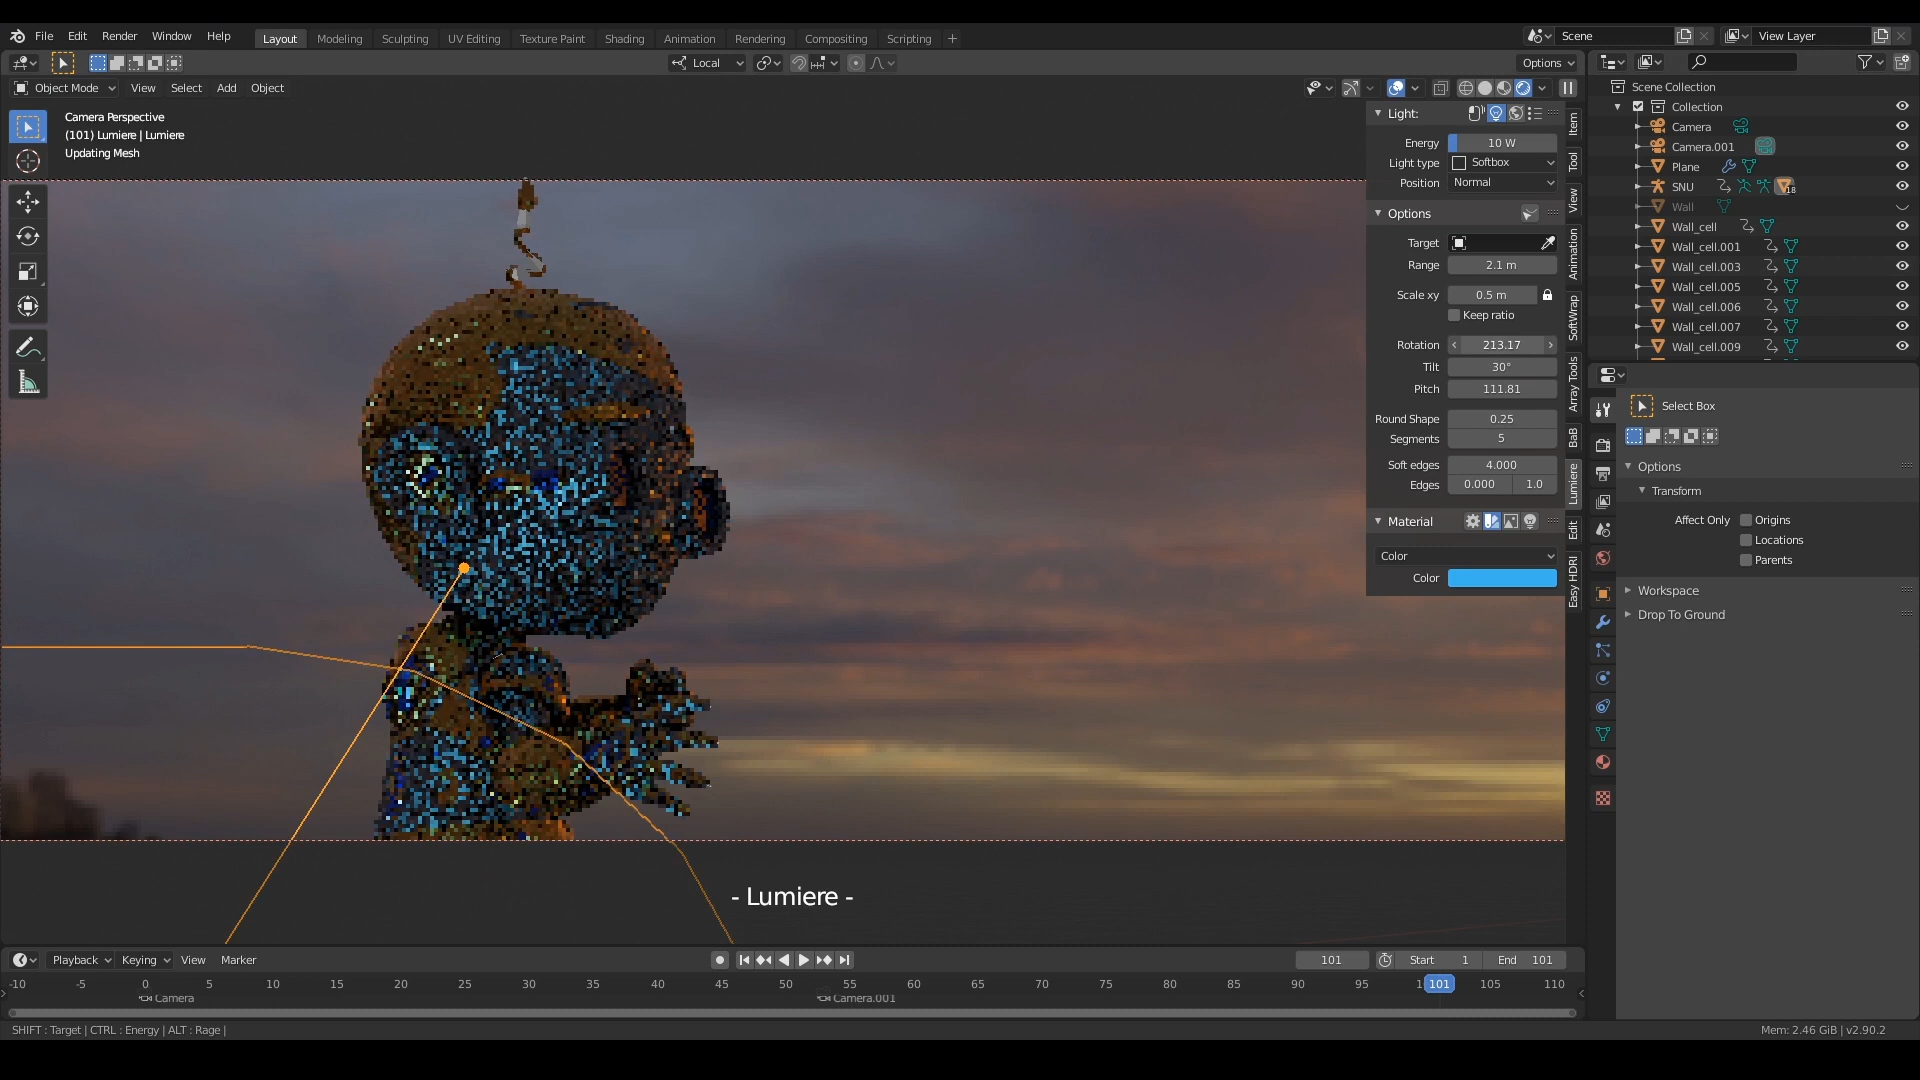 File Edit Render Window Help Layout Modeling Sculpting UV Editing Texture Paint Shading Animation Rendering Compositing Scripting + Scene View Layer
Local Options
Object Mode View Select Add Object
Camera Perspective
(101) Lumiere | Lumiere
Updating Mesh
Light:
Energy 10 W
Light type Softbox
Position Normal
Options
Target
Range 2.1 m
Scale xy 0.5 m
Keep ratio
Rotation 213.17
Tilt 30°
Pitch 111.81
Round Shape 0.25
Segments 5
Soft edges 4.000
Edges 0.000 1.0
Material
Color
Color
Item
Tool
View
Animation
SoftWrap
Array Tools
BaB
Lumiere
Edit
Easy HDRI
Scene Collection
Collection
Camera
Camera.001
Plane
SNU 18
Wall
Wall_cell
Wall_cell.001
Wall_cell.003
Wall_cell.005
Wall_cell.006
Wall_cell.007
Wall_cell.009
Select Box
Options
Transform
Affect Only Origins
Locations
Parents
Workspace
Drop To Ground
- Lumiere -
Playback Keying View Marker 101 Start 1 End 101
-10 -5 0 5 10 15 20 25 30 35 40 45 50 55 60 65 70 75 80 85 90 95 1 101 105 110
Camera Camera.001
SHIFT : Target | CTRL : Energy | ALT : Rage | Mem: 2.46 GiB | v2.90.2